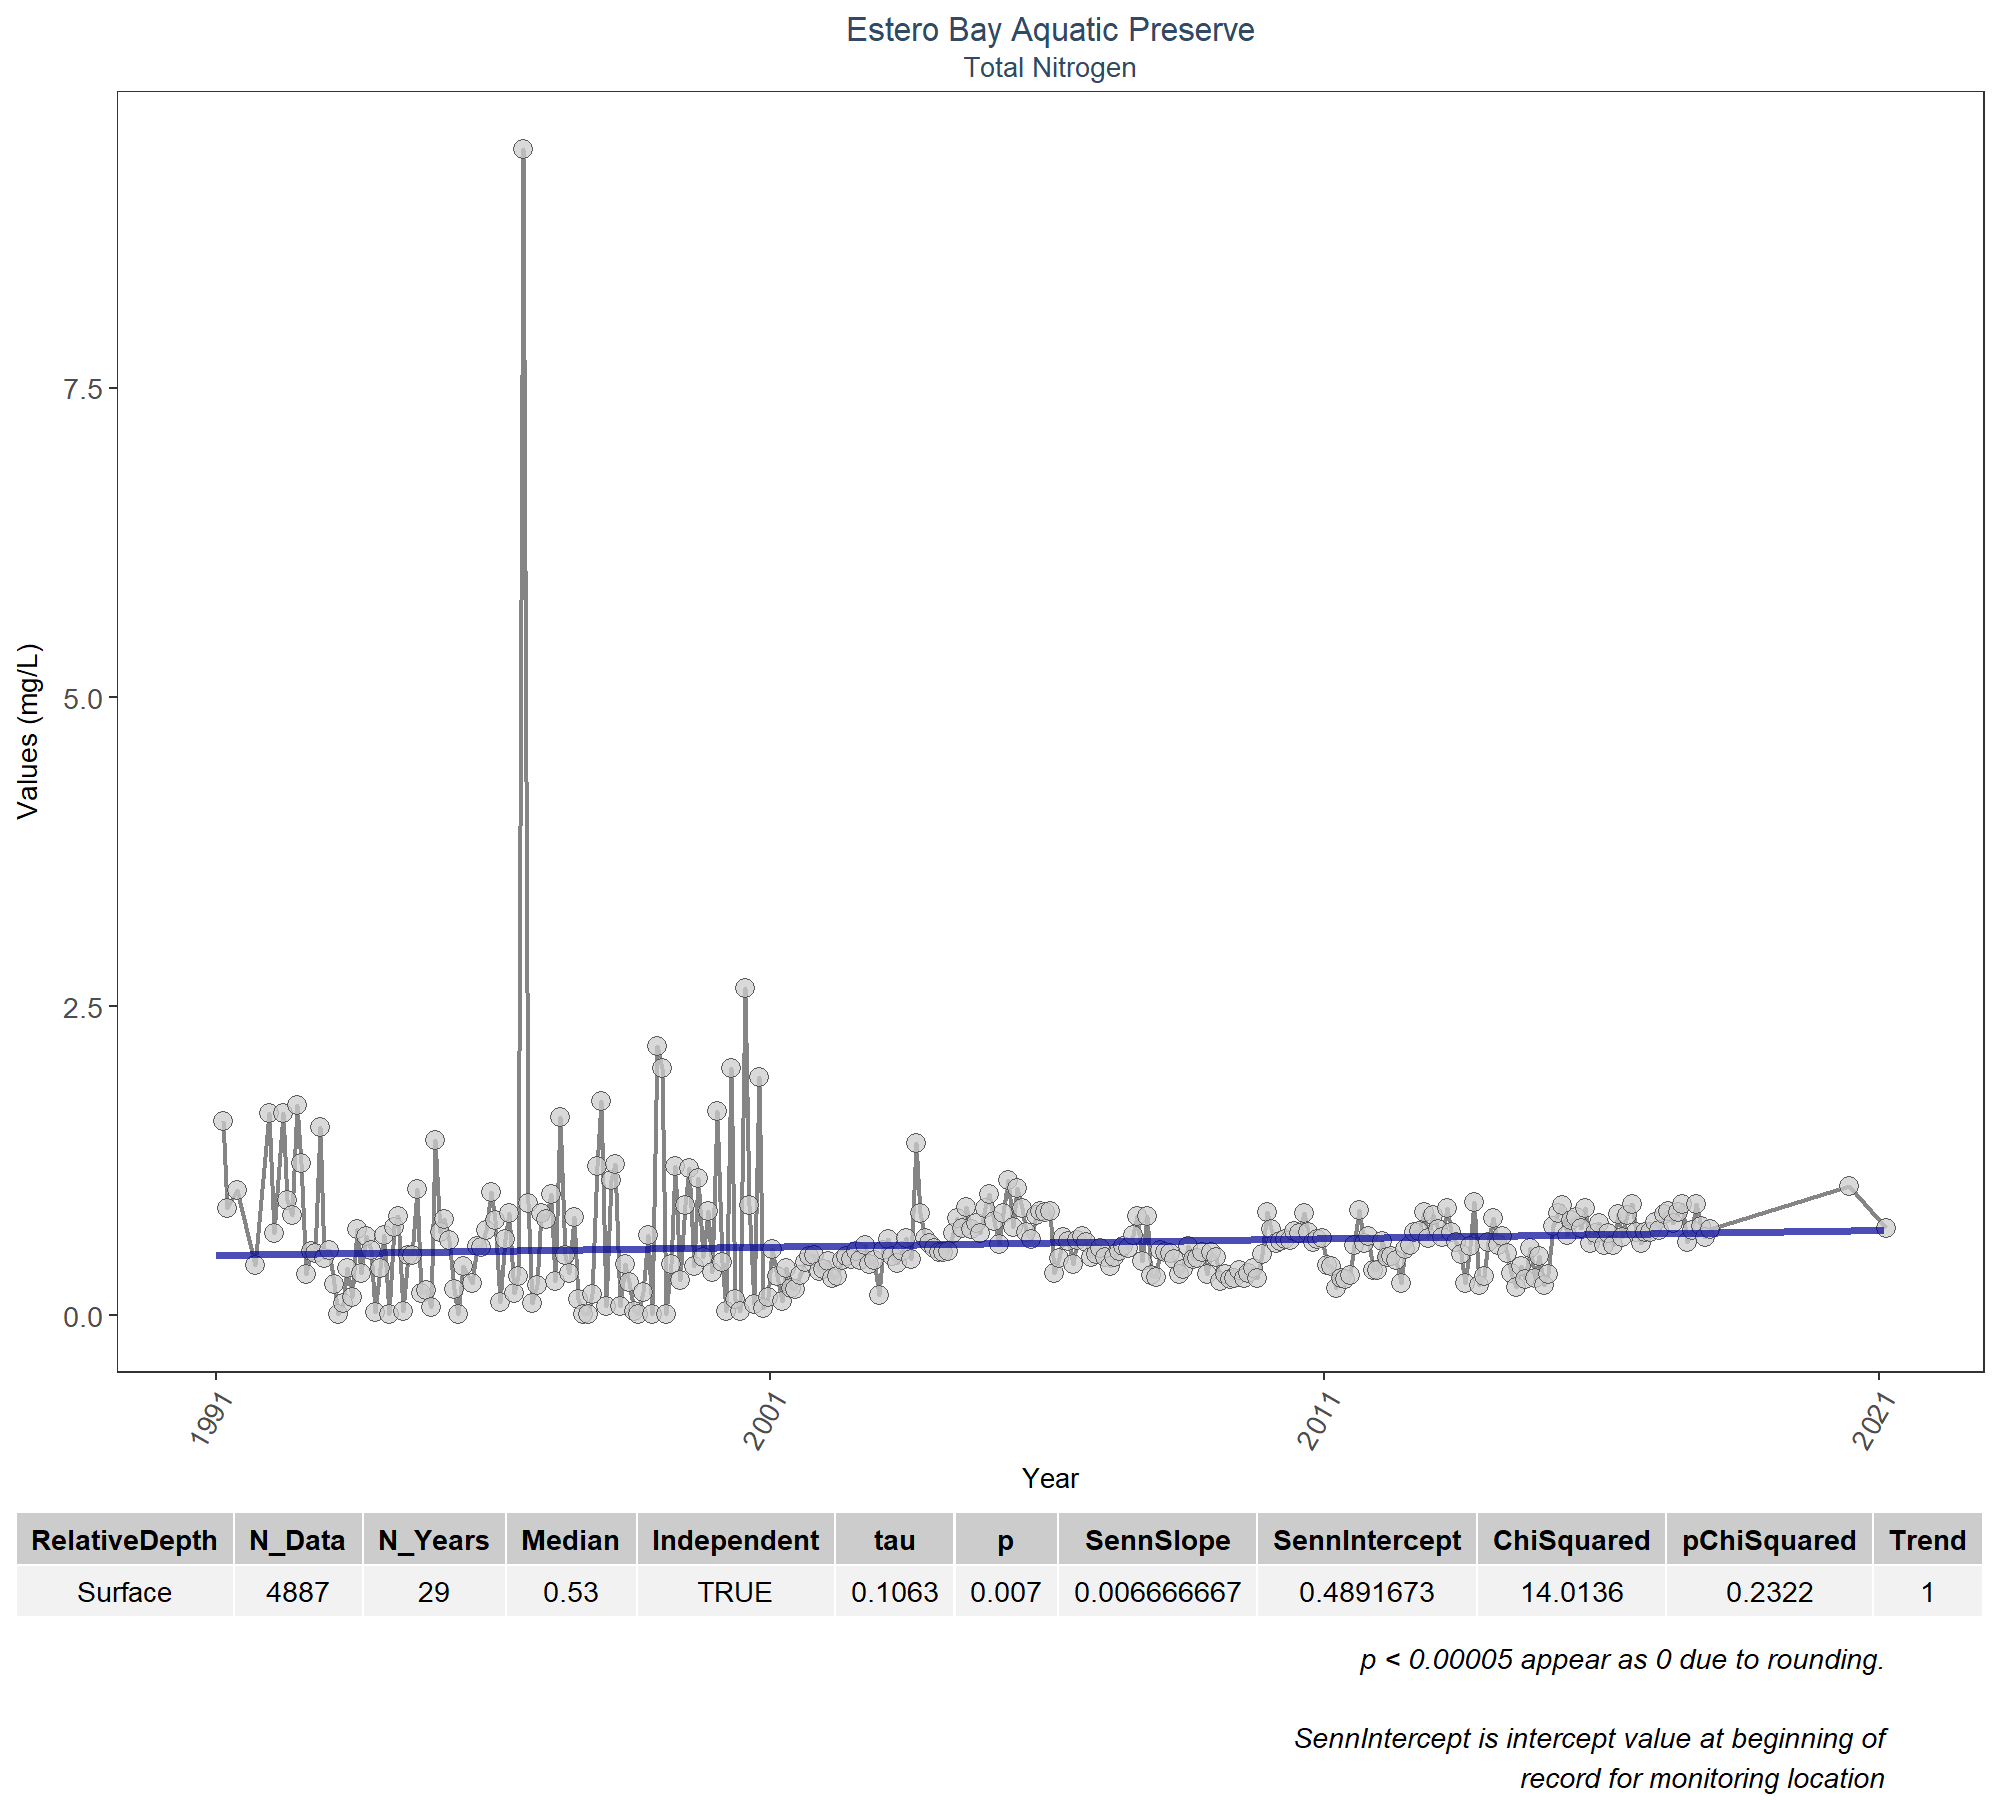 Estero Bay Aquatic Preserve
Total Nitrogen
Values (mg/L)
7.5
5.0
2.5
0.0
1991 2001 2011 2021
Year
RelativeDepth N_Data N_Years Median Independent tau p SennSlope SennIntercept ChiSquared pChiSquared Trend
Surface 4887 29 0.53 TRUE 0.1063 0.007 0.006666667 0.4891673 14.0136 0.2322 1
p < 0.00005 appear as 0 due to rounding.
SennIntercept is intercept value at beginning of
record for monitoring location